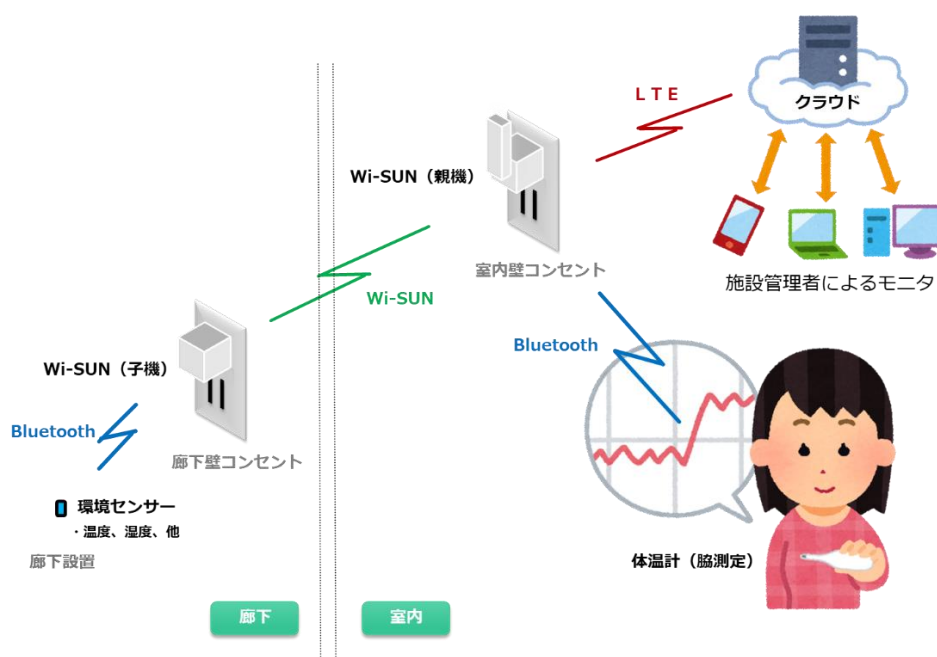 クラウド
LTE
Wi-SUN（親機）
室内壁コンセント
施設管理者によるモニタ
Wi-SUN
Bluetooth
Wi-SUN（子機）
Bluetooth
廊下壁コンセント
環境センサー
・温度、湿度、他
廊下設置
体温計（脇測定）
廊下
室内